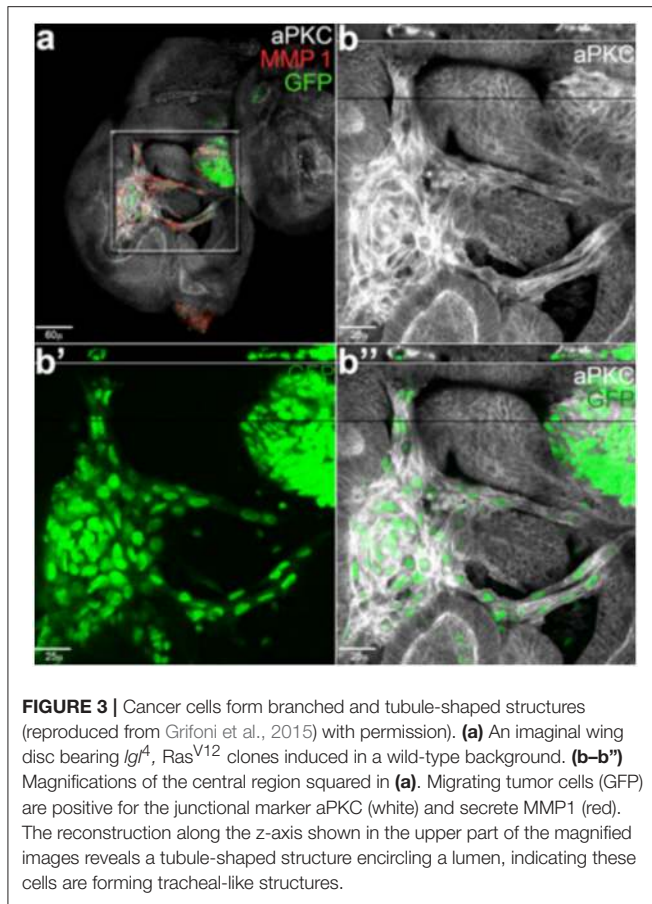 a
aPKC
MMP 1
GFP
60µ
b
aPKC
25µ
b'
GFP
25µ
b''
aPKC
GFP
25µ
FIGURE 3 | Cancer cells form branched and tubule-shaped structures
(reproduced from Grifoni et al., 2015) with permission). (a) An imaginal wing
disc bearing lgl⁴, Ras^V12 clones induced in a wild-type background. (b–b”)
Magnifications of the central region squared in (a). Migrating tumor cells (GFP)
are positive for the junctional marker aPKC (white) and secrete MMP1 (red).
The reconstruction along the z-axis shown in the upper part of the magnified
images reveals a tubule-shaped structure encircling a lumen, indicating these
cells are forming tracheal-like structures.